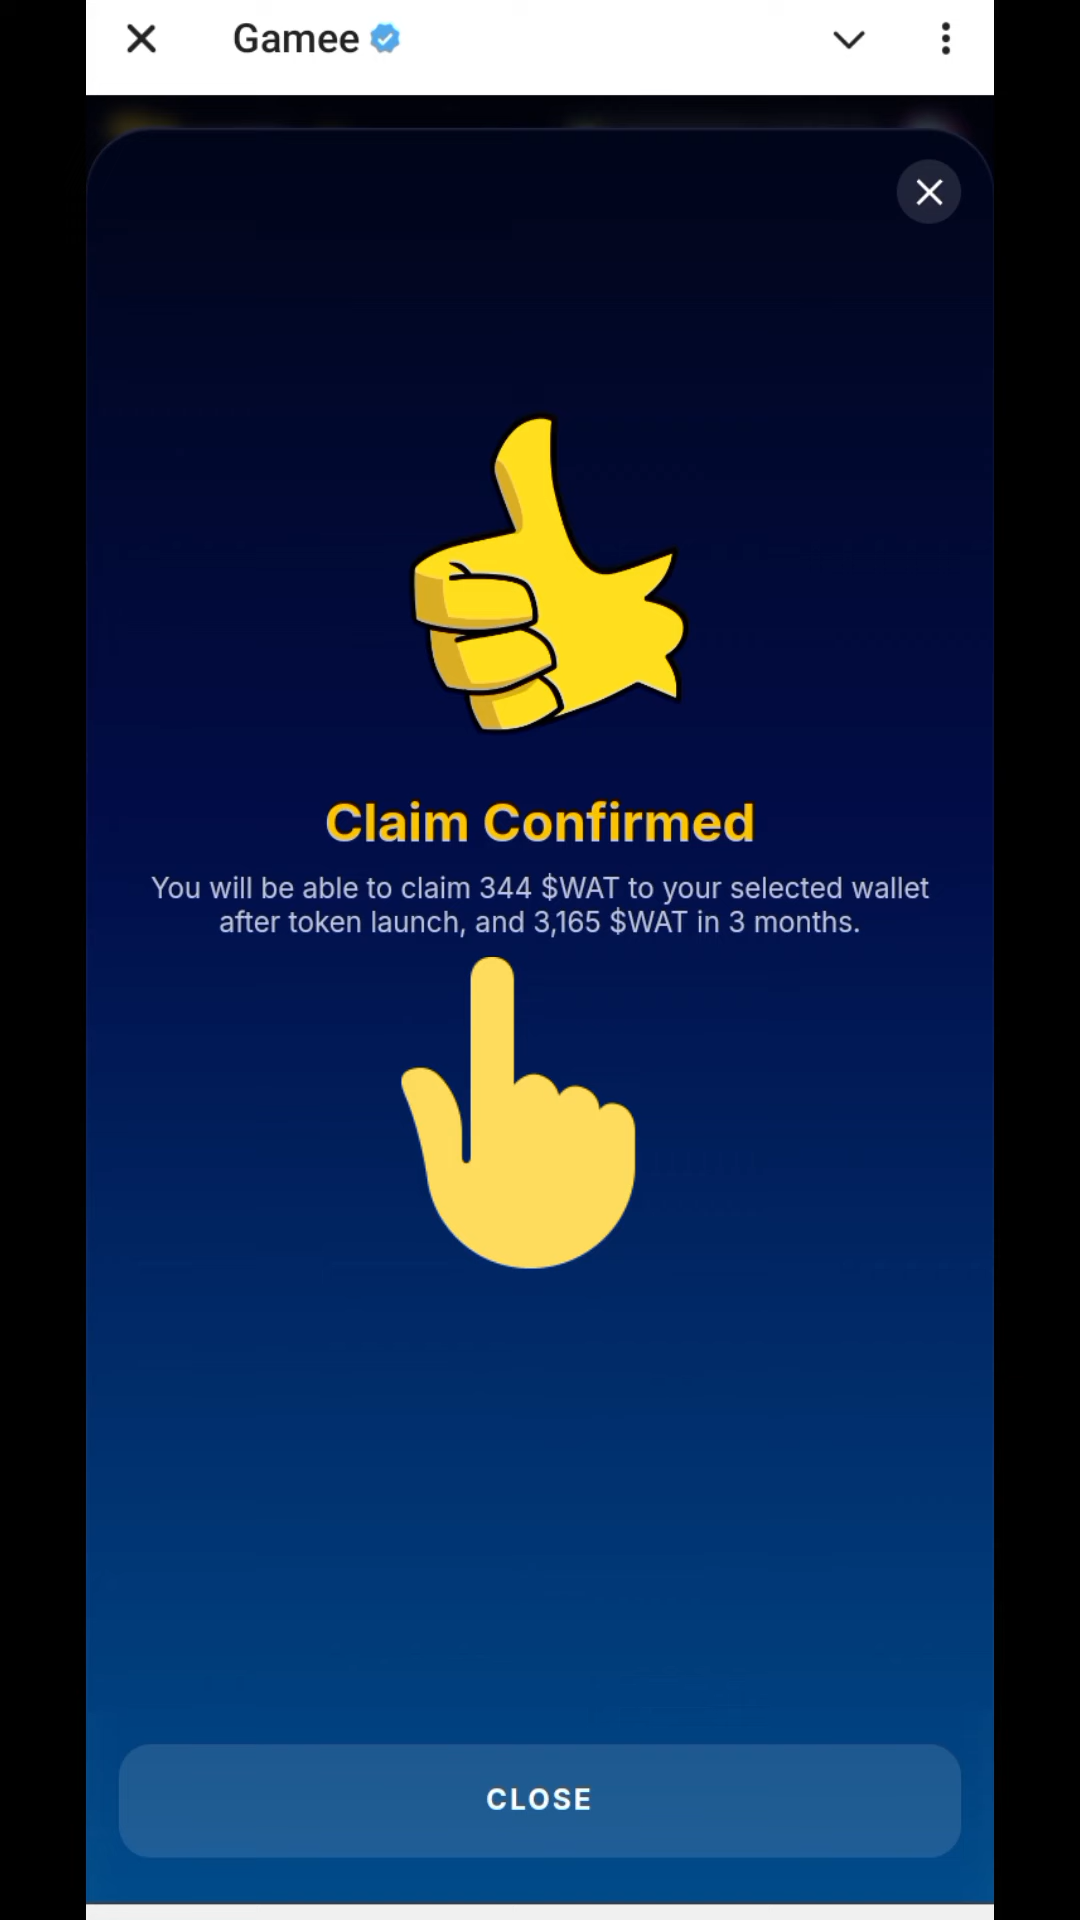 Gamee
Claim Confirmed
You will be able to claim 344 $WAT to your selected wallet
after token launch, and 3,165 $WAT in 3 months.
CLOSE